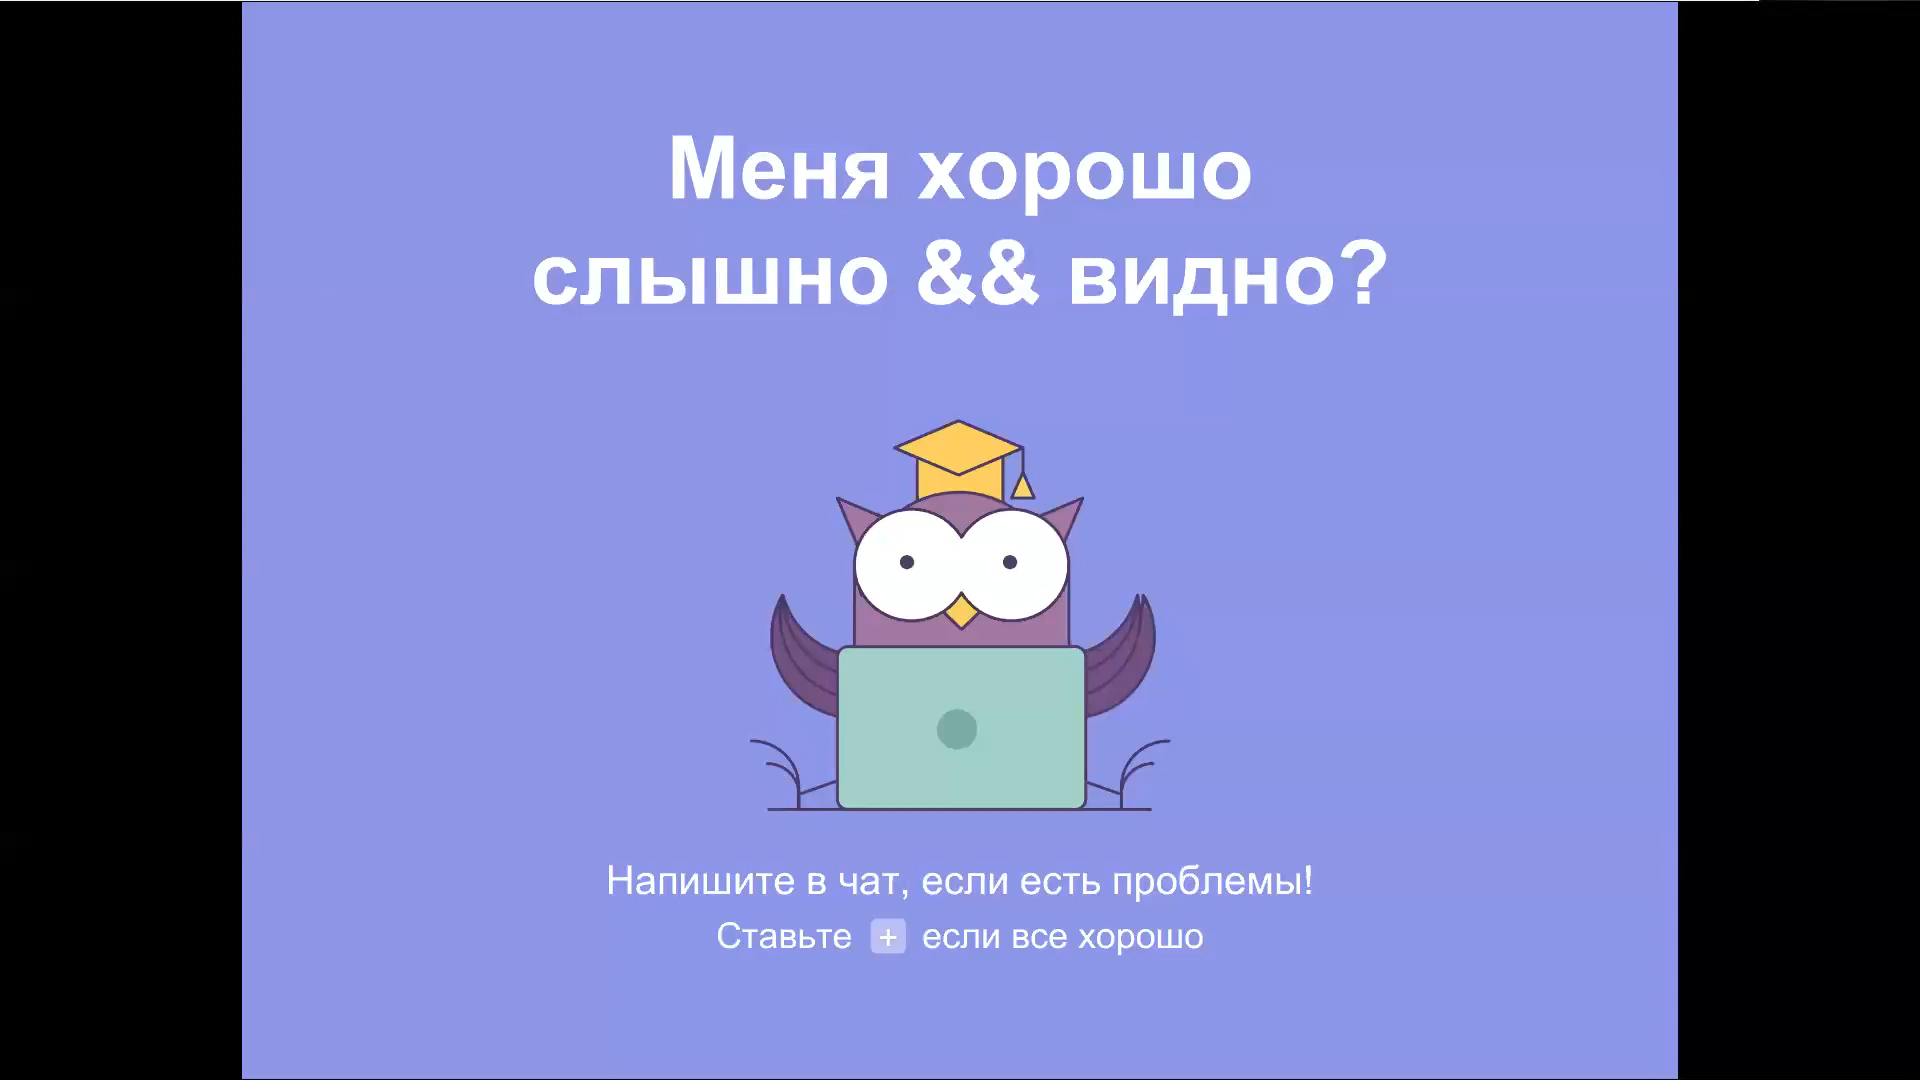 Меня хорошо
слышно && видно?
Напишите в чат, если есть проблемы!
Ставьте + если все хорошо